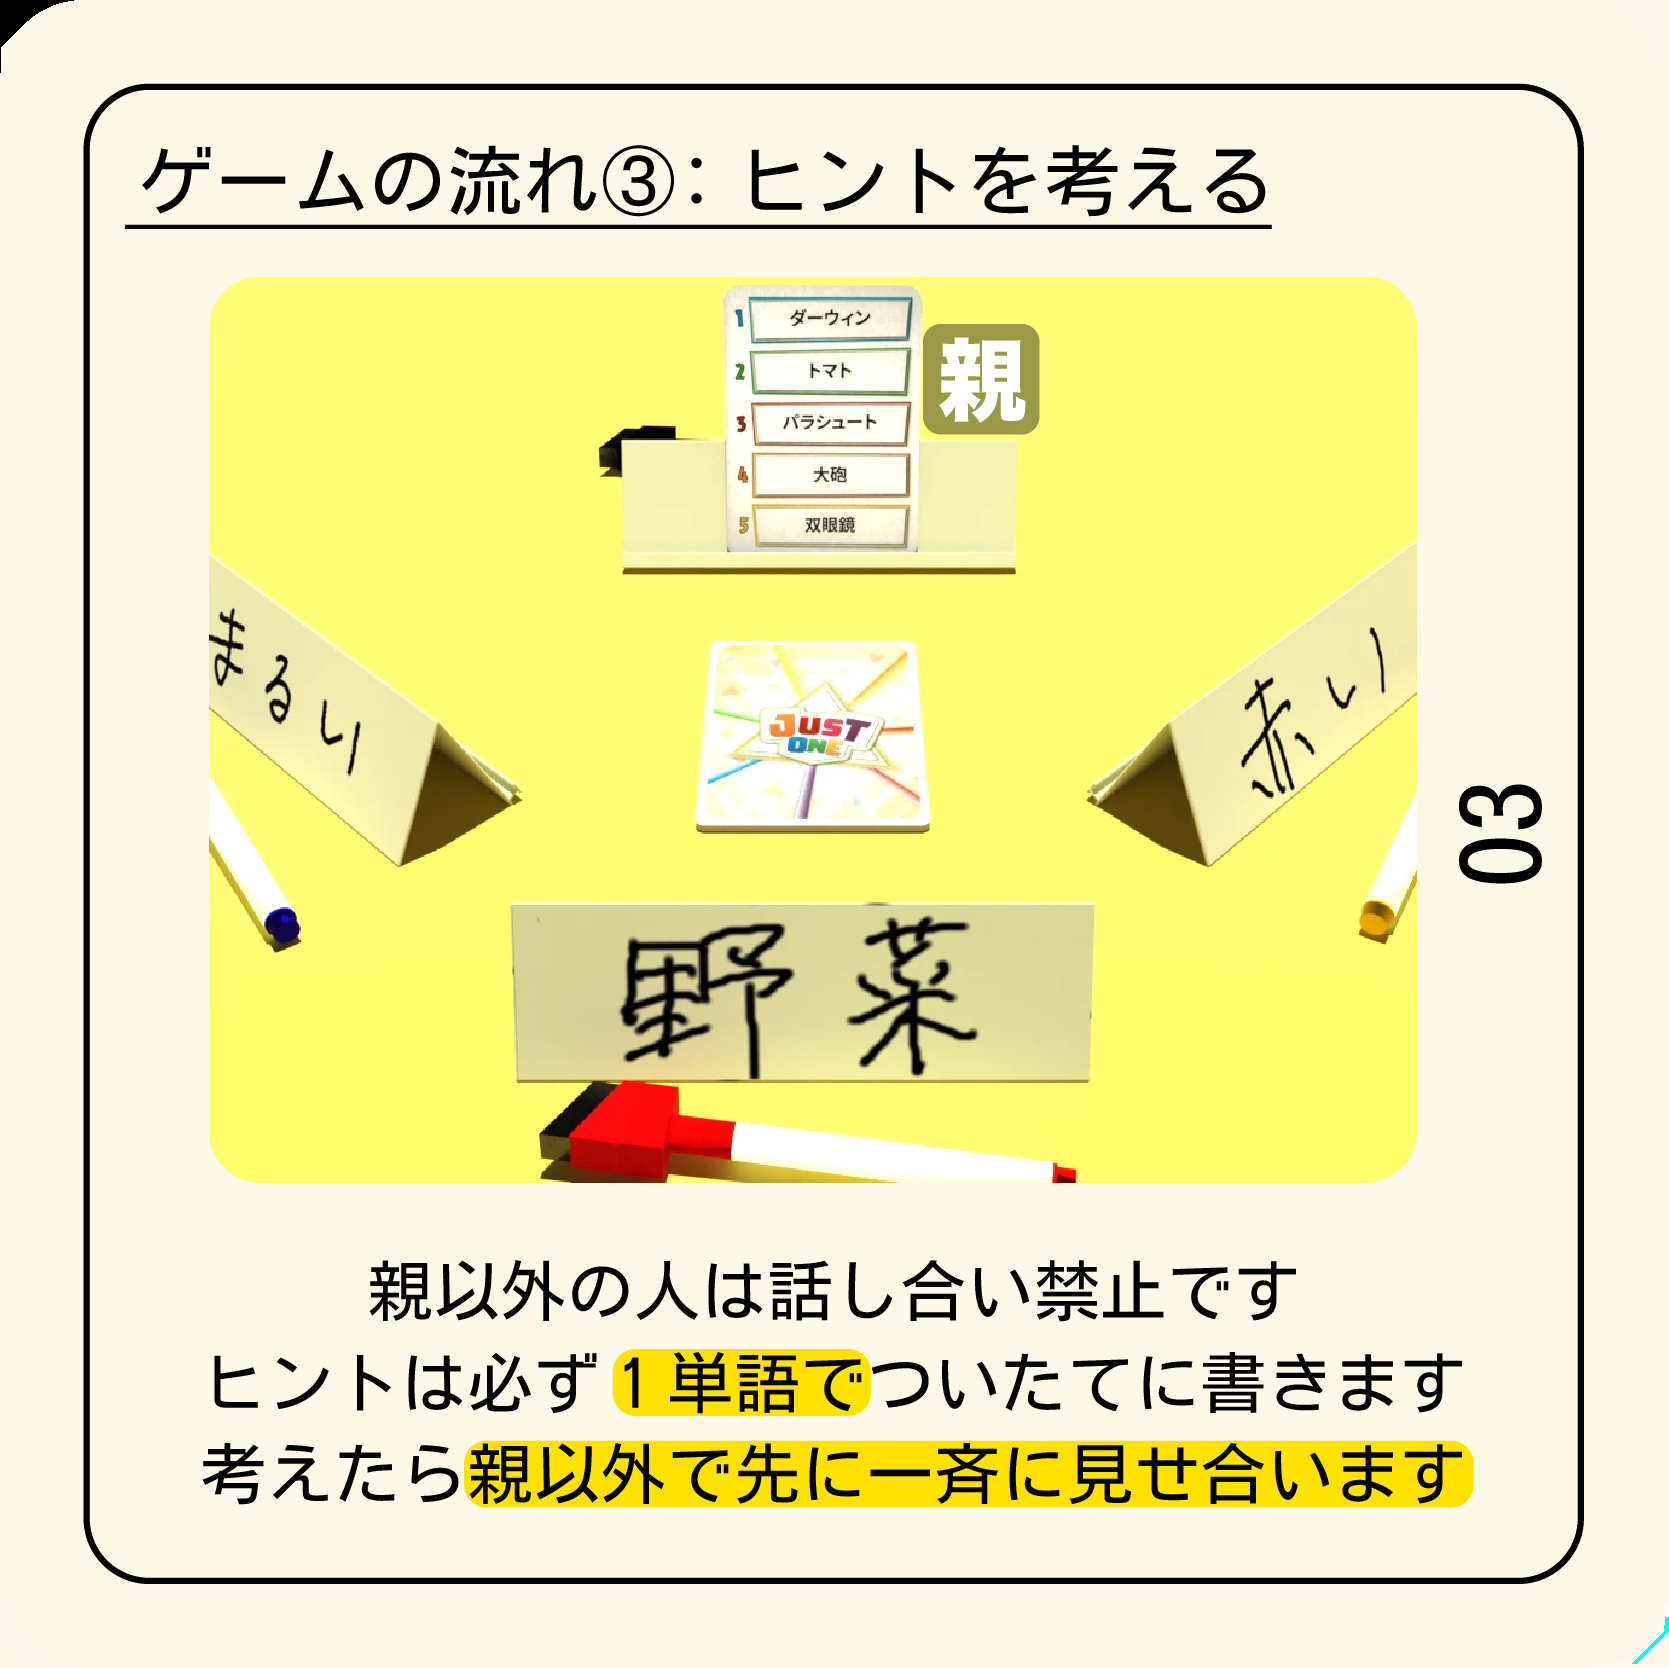 ゲームの流れ③：ヒントを考える
1 ダーウィン
2 トマト
3 パラシュート
4 大砲
5 双眼鏡
親
まるい
赤い
JUST
ONE
野菜
03
親以外の人は話し合い禁止です
ヒントは必ず1単語でついたてに書きます
考えたら親以外で先に一斉に見せ合います